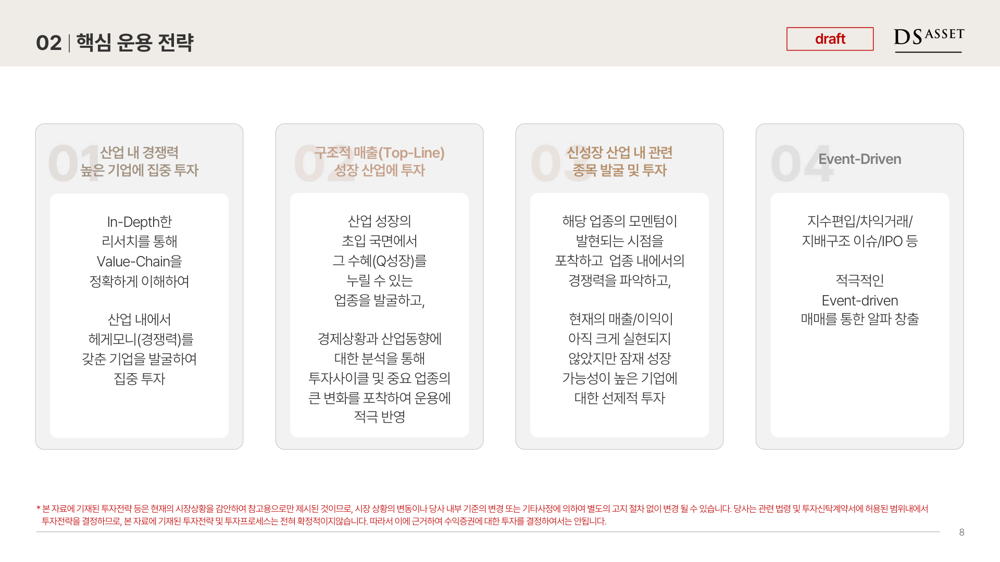 02 | 핵심 운용 전략
draft
DS ASSET
01
산업 내 경쟁력
높은 기업에 집중 투자
In-Depth한
리서치를 통해
Value-Chain을
정확하게 이해하여
산업 내에서
헤게모니(경쟁력)를
갖춘 기업을 발굴하여
집중 투자
02
구조적 매출(Top-Line)
성장 산업에 투자
산업 성장의
초입 국면에서
그 수혜(Q성장)를
누릴 수 있는
업종을 발굴하고,
경제상황과 산업동향에
대한 분석을 통해
투자사이클 및 중요 업종의
큰 변화를 포착하여 운용에
적극 반영
03
신성장 산업 내 관련
종목 발굴 및 투자
해당 업종의 모멘텀이
발현되는 시점을
포착하고  업종 내에서의
경쟁력을 파악하고,
현재의 매출/이익이
아직 크게 실현되지
않았지만 잠재 성장
가능성이 높은 기업에
대한 선제적 투자
04
Event-Driven
지수편입/차익거래/
지배구조 이슈/IPO 등
적극적인
Event-driven
매매를 통한 알파 창출
* 본 자료에 기재된 투자전략 등은 현재의 시장상황을 감안하여 참고용으로만 제시된 것이므로, 시장 상황의 변동이나 당사 내부 기준의 변경 또는 기타사정에 의하여 별도의 고지 절차 없이 변경 될 수 있습니다. 당사는 관련 법령 및 투자신탁계약서에 허용된 범위내에서
투자전략을 결정하므로, 본 자료에 기재된 투자전략 및 투자프로세스는 전혀 확정적이지않습니다. 따라서 이에 근거하여 수익증권에 대한 투자를 결정하여서는 안됩니다.
8